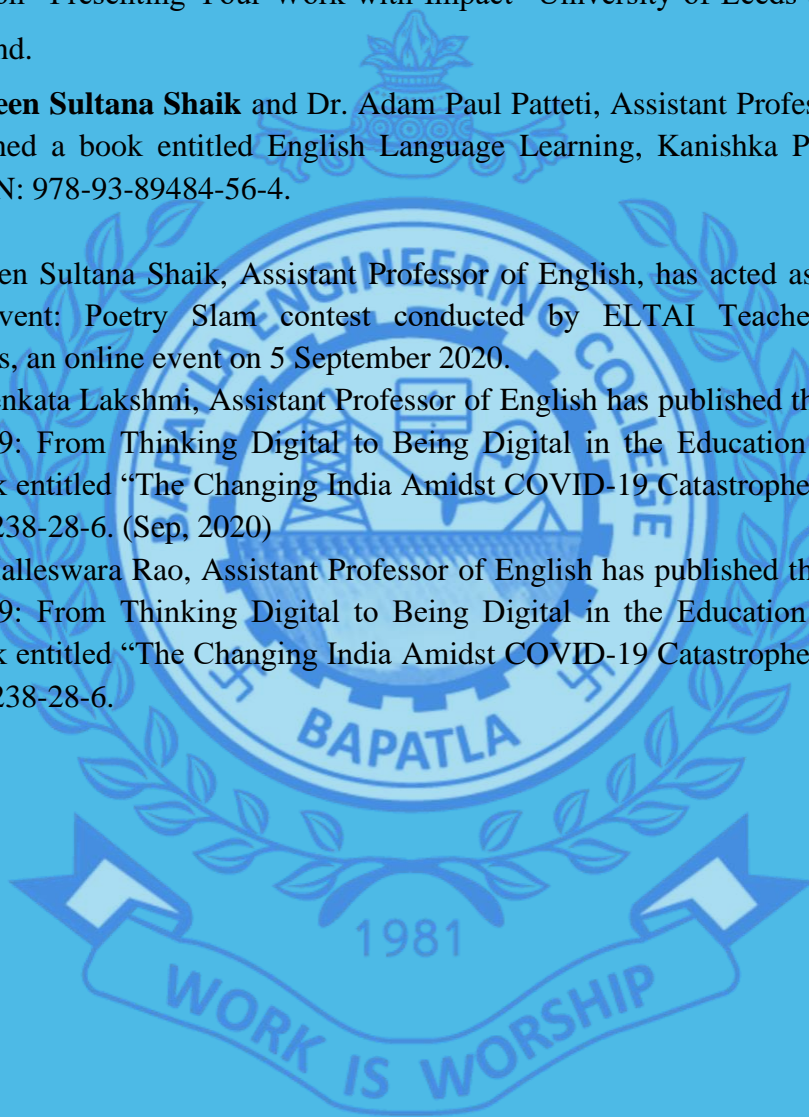 on "Presenting Your Work with Impact" University of Leeds
nd.
een Sultana Shaik and Dr. Adam Paul Patteti, Assistant Profes
ned a book entitled English Language Learning, Kanishka P
N: 978-93-89484-56-4.
en Sultana Shaik, Assistant Professor of English, has acted as
vent: Poetry Slam contest conducted by ELTAI Teache
s, an online event on 5 September 2020.
enkata Lakshmi, Assistant Professor of English has published th
9: From Thinking Digital to Being Digital in the Education
k entitled “The Changing India Amidst COVID-19 Catastrophe
238-28-6. (Sep, 2020)
alleswara Rao, Assistant Professor of English has published th
9: From Thinking Digital to Being Digital in the Education
k entitled “The Changing India Amidst COVID-19 Catastrophe
238-28-6.
BAPATLA ENGINEERING COLLEGE
BAPATLA
1981
WORK IS WORSHIP